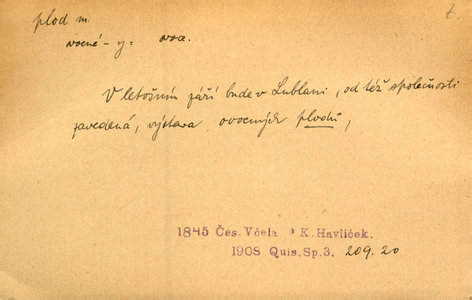 plod m.
ovocné – y: ovoce.
V letošním září bude v Lublani, od též společnosti
zavedená, výstava ovocných plodů,
1845 Čes. Včela P K. Havlíček.
1908 Quis, Sp. 3. 209.20